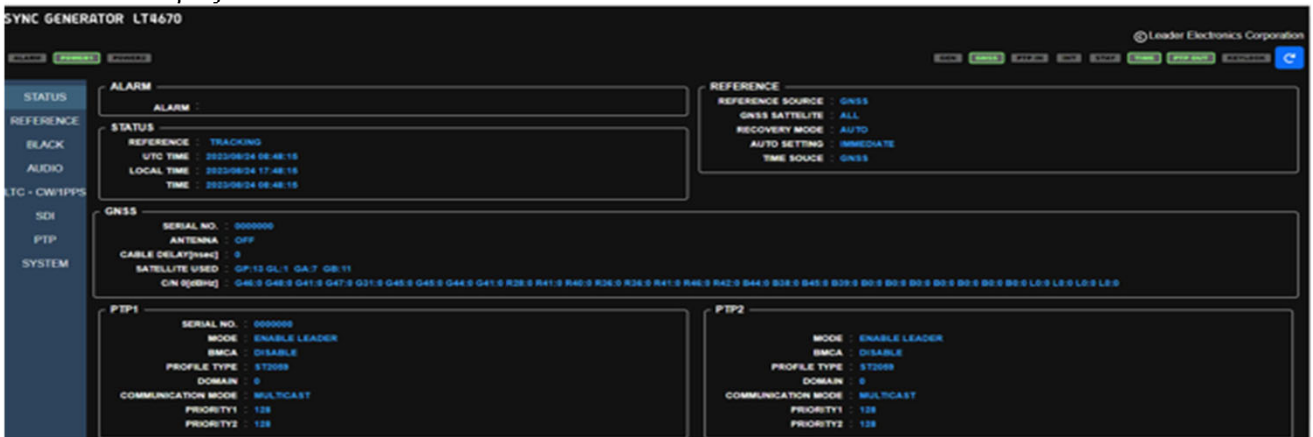 SYNC GENERATOR LT4670
©Leader Electronics Corporation
ALARM POWER1 POWER2
GEN GNSS PTP IN INT STAY TIME PTP OUT KEYLOCK
STATUS
REFERENCE
BLACK
AUDIO
LTC - CW/1PPS
SDI
PTP
SYSTEM
ALARM
ALARM :
STATUS
REFERENCE : TRACKING
UTC TIME : 2023/08/24 08:48:15
LOCAL TIME : 2023/08/24 17:48:15
TIME : 2023/08/24 08:48:15
REFERENCE
REFERENCE SOURCE : GNSS
GNSS SATTELITE : ALL
RECOVERY MODE : AUTO
AUTO SETTING : IMMEDIATE
TIME SOUCE : GNSS
GNSS
SERIAL NO. : 0000000
ANTENNA : OFF
CABLE DELAY[nsec] : 0
SATELLITE USED : GP:13 GL:1 GA:7 GB:11
PTP1
SERIAL NO. : 0000000
MODE : ENABLE LEADER
BMCA : DISABLE
PROFILE TYPE : ST2059
DOMAIN : 0
COMMUNICATION MODE : MULTICAST
PRIORITY1 : 128
PRIORITY2 : 128
PTP2
MODE : ENABLE LEADER
BMCA : DISABLE
PROFILE TYPE : ST2059
DOMAIN : 0
COMMUNICATION MODE : MULTICAST
PRIORITY1 : 128
PRIORITY2 : 128